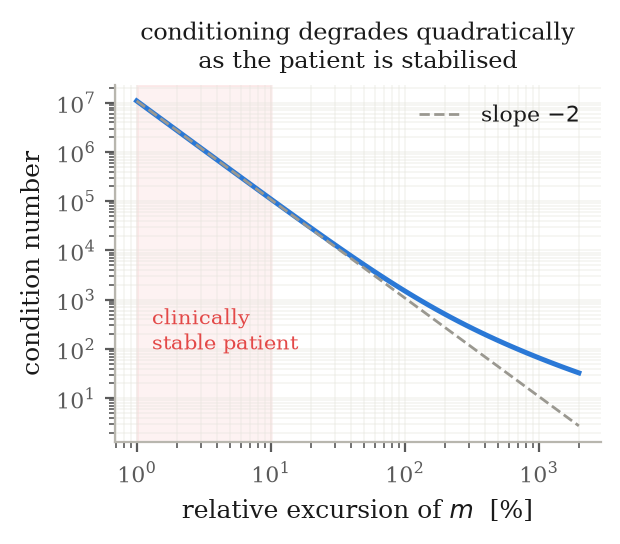 conditioning degrades quadratically
as the patient is stabilised
slope −2
10^7
10^6
10^5
10^4
10^3
10^2
10^1
condition number
clinically
stable patient
10^0
10^1
10^2
10^3
relative excursion of m [%]